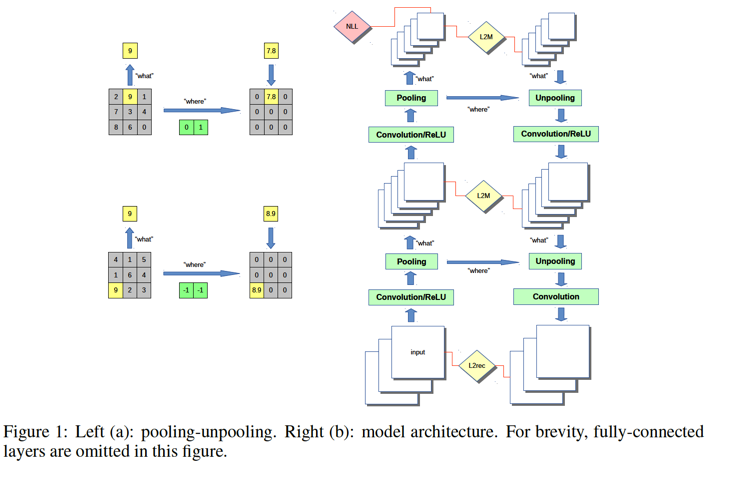 9
"what"
2 9 1
7 3 4
8 6 0
"where"
0 1
7.8
0 7.8 0
0 0 0
0 0 0
9
"what"
4 1 5
1 6 4
9 2 3
"where"
-1 -1
8.9
0 0 0
0 0 0
8.9 0 0
NLL
L2M
"what"
"what"
Pooling
"where"
Unpooling
Convolution/ReLU
Convolution/ReLU
L2M
"what"
"what"
Pooling
"where"
Unpooling
Convolution/ReLU
Convolution
input
L2rec
Figure 1: Left (a): pooling-unpooling. Right (b): model architecture. For brevity, fully-connected
layers are omitted in this figure.